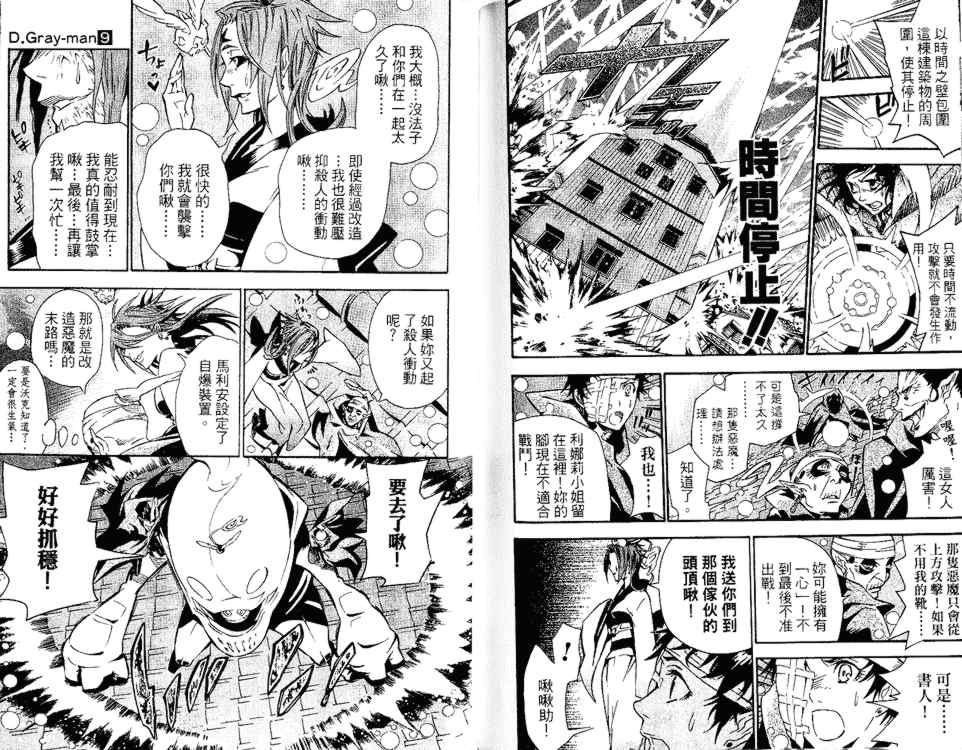 以時間之壁包圍
這棟建築物的周
圍，使其停止！
只要時間不流動
攻擊就不會發生作
用！
時間停止！！
喔…
喔！
這女人
厲害！
可是這撐
不了太久
那隻惡魔…
請想辦法處
理……
知道了。
我也……！
利娜莉小姐留
在這裡！妳的
腳現在不適合
戰鬥！
那隻惡魔只會從
上方攻擊！如果
不用我的靴……
妳可能擁有
「心」！不
到最後不准
出戰！
可是……
書人！
我送你們到
那個傢伙的
頭頂啾！
！
啾啾助！
D.Gray-man 9
我大概…沒法子
和你們在一起太
久了啾……
ちょ
即使經過改造
…我也很難壓
抑殺人的衝動
啾……
很快的……
我就會襲擊
你們啾……
能忍耐到現在…
我真的值得鼓掌
啾…最後…再讓
我幫一次忙……
如果妳又起
了殺人衝動
呢？
馬利安設定了
自爆裝置。
那就是改
造惡魔的
末路嗎…
要是沃克知道了
一定會很生氣…
要去了啾！
好好抓穩！